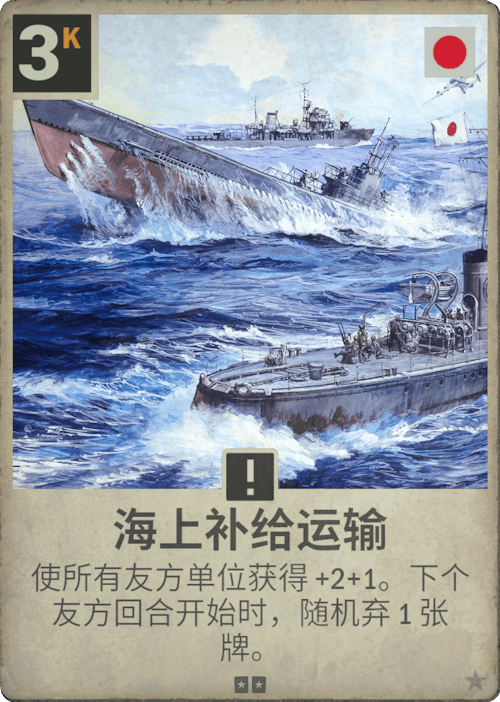 3K
!
海上补给运输
使所有友方单位获得 +2+1。下个
友方回合开始时，随机弃 1 张
牌。